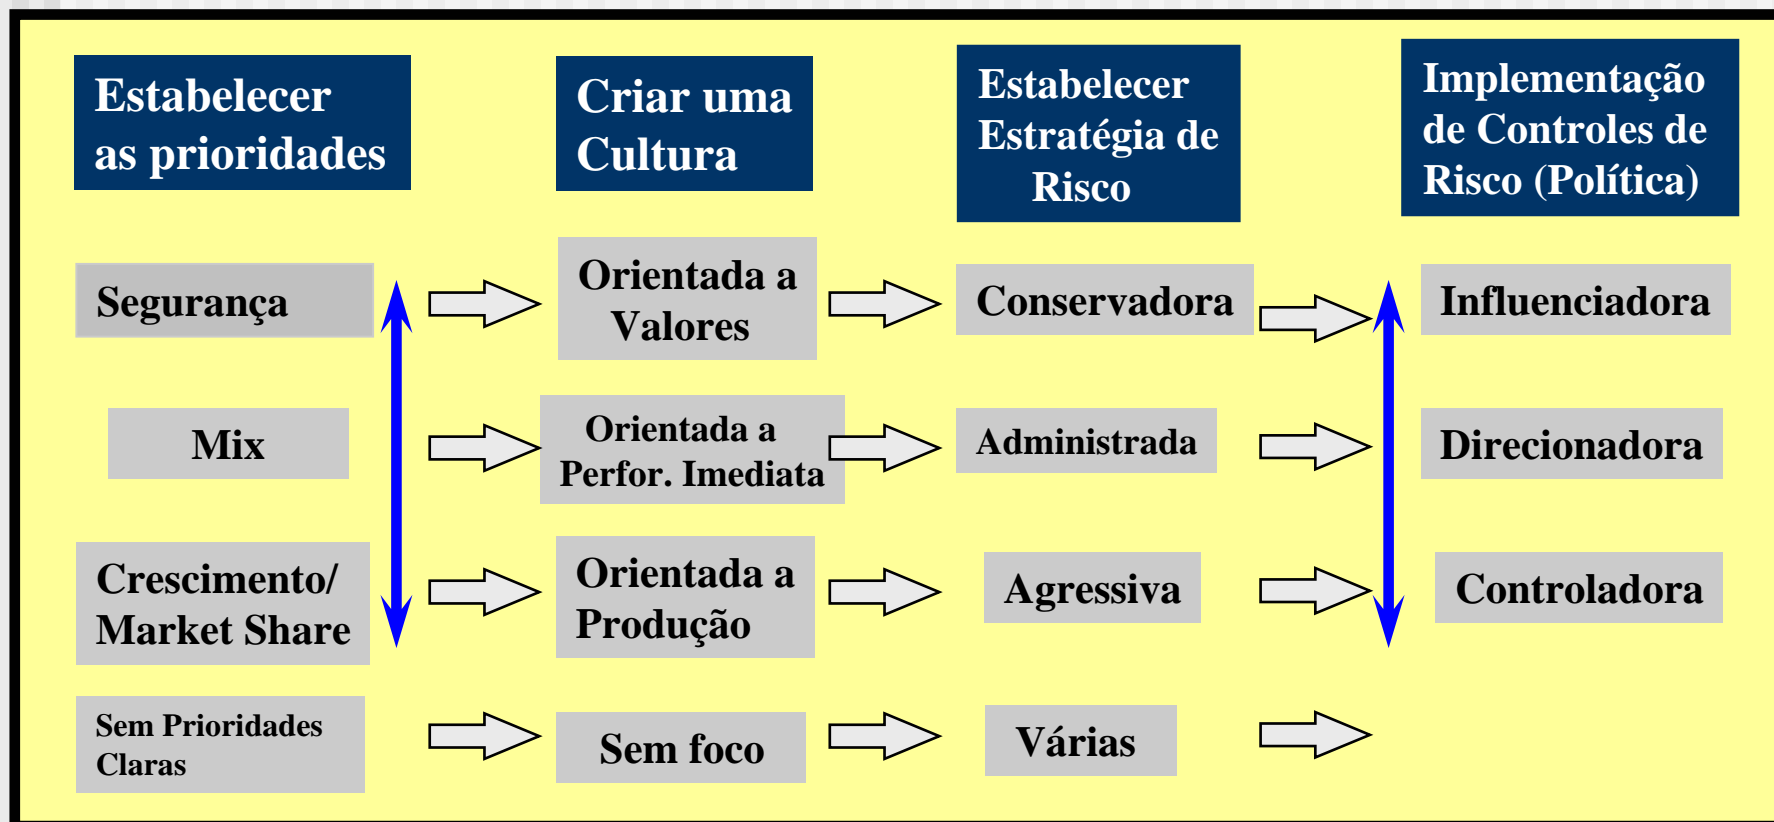 Estabelecer
as prioridades
Criar uma
Cultura
Estabelecer
Estratégia de
Risco
Implementação
de Controles de
Risco (Política)
Segurança
Orientada a
Valores
Conservadora
Influenciadora
Mix
Orientada a
Perfor. Imediata
Administrada
Direcionadora
Crescimento/
Market Share
Orientada a
Produção
Agressiva
Controladora
Sem Prioridades
Claras
Sem foco
Várias